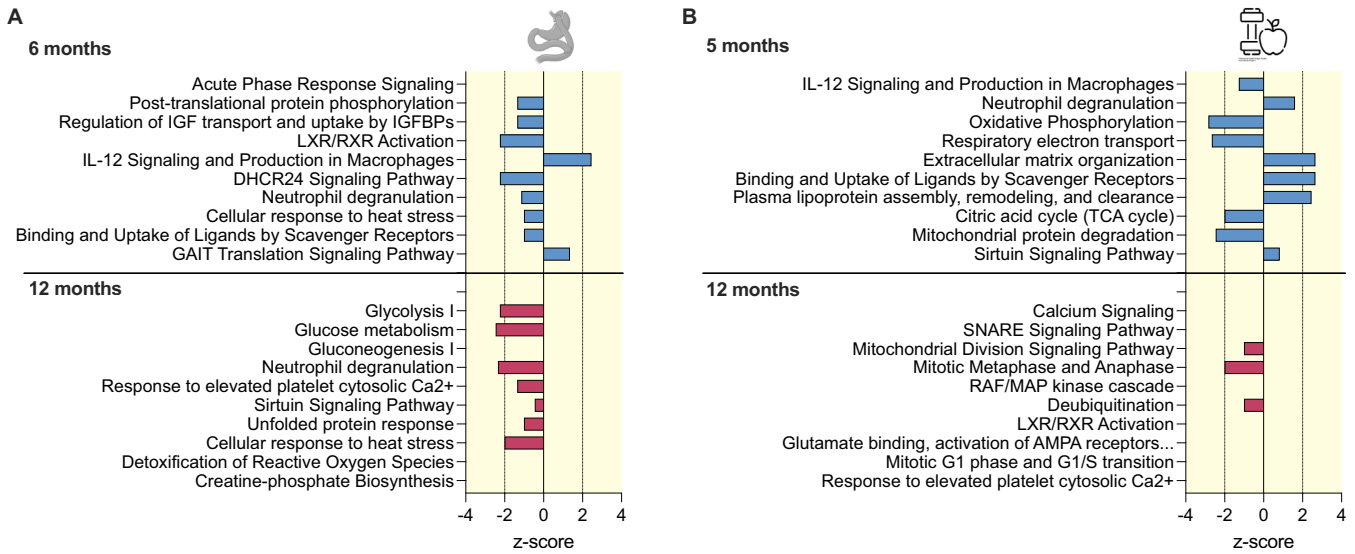 A
6 months
Acute Phase Response Signaling
Post-translational protein phosphorylation
Regulation of IGF transport and uptake by IGFBPs
LXR/RXR Activation
IL-12 Signaling and Production in Macrophages
DHCR24 Signaling Pathway
Neutrophil degranulation
Cellular response to heat stress
Binding and Uptake of Ligands by Scavenger Receptors
GAIT Translation Signaling Pathway
12 months
Glycolysis I
Glucose metabolism
Gluconeogenesis I
Neutrophil degranulation
Response to elevated platelet cytosolic Ca2+
Sirtuin Signaling Pathway
Unfolded protein response
Cellular response to heat stress
Detoxification of Reactive Oxygen Species
Creatine-phosphate Biosynthesis
-4 -2 0 2 4
z-score
B
5 months
IL-12 Signaling and Production in Macrophages
Neutrophil degranulation
Oxidative Phosphorylation
Respiratory electron transport
Extracellular matrix organization
Binding and Uptake of Ligands by Scavenger Receptors
Plasma lipoprotein assembly, remodeling, and clearance
Citric acid cycle (TCA cycle)
Mitochondrial protein degradation
Sirtuin Signaling Pathway
12 months
Calcium Signaling
SNARE Signaling Pathway
Mitochondrial Division Signaling Pathway
Mitotic Metaphase and Anaphase
RAF/MAP kinase cascade
Deubiquitination
LXR/RXR Activation
Glutamate binding, activation of AMPA receptors...
Mitotic G1 phase and G1/S transition
Response to elevated platelet cytosolic Ca2+
-4 -2 0 2 4
z-score